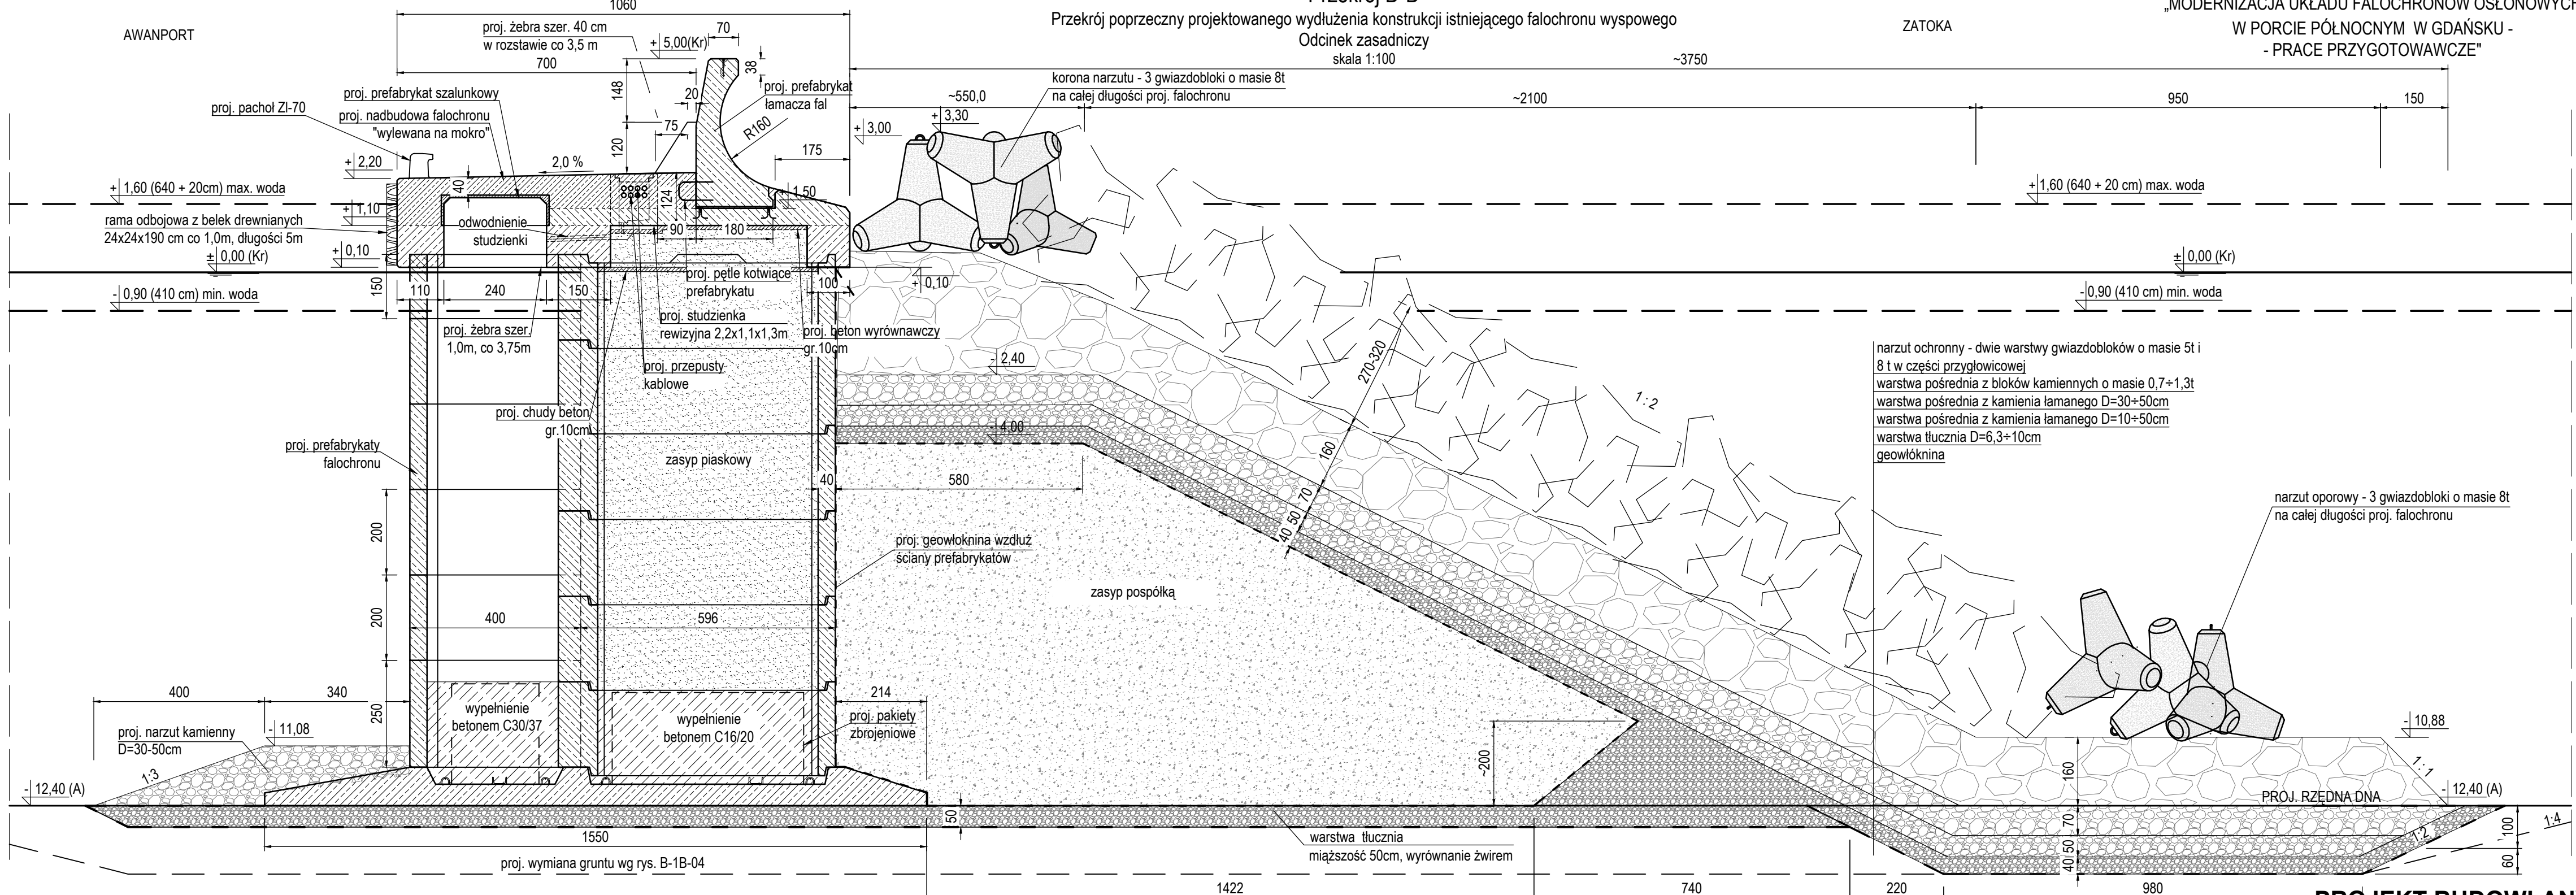 Przekrój B-B
Przekrój poprzeczny projektowanego wydłużenia konstrukcji istniejącego falochronu wyspowego
Odcinek zasadniczy
skala 1:100
„MODERNIZACJA UKŁADU FALOCHRONÓW OSŁONOWYCH
W PORCIE PÓŁNOCNYM W GDAŃSKU -
- PRACE PRZYGOTOWAWCZE"
AWANPORT
ZATOKA
1060
700
70
38
148
20
75
120
R160
175
~3750
~550,0
~2100
950
150
proj. żebra szer. 40 cm
w rozstawie co 3,5 m
+ 5,00(Kr)
proj. prefabrykat
łamacza fal
korona narzutu - 3 gwiazdobloki o masie 8t
na całej długości proj. falochronu
+ 3,30
+ 3,00
proj. prefabrykat szalunkowy
proj. pachoł ZI-70
proj. nadbudowa falochronu
"wylewana na mokro"
2,0 %
+ 2,20
40
124
+ 1,50
+ 1,60 (640 + 20cm) max. woda
+ 1,60 (640 + 20 cm) max. woda
+ 1,10
rama odbojowa z belek drewnianych
24x24x190 cm co 1,0m, długości 5m
odwodnienie
studzienki
90
180
± 0,00 (Kr)
+ 0,10
± 0,00 (Kr)
proj. pętle kotwiące
prefabrykatu
100
+ 0,10
150
110
240
150
- 0,90 (410 cm) min. woda
- 0,90 (410 cm) min. woda
proj. studzienka
rewizyjna 2,2x1,1x1,3m
proj. beton wyrównawczy
gr.10cm
proj. żebra szer.
1,0m, co 3,75m
proj. przepusty
kablowe
- 2,40
270-320
1:2
narzut ochronny - dwie warstwy gwiazdobloków o masie 5t i
8 t w części przygłowicowej
warstwa pośrednia z bloków kamiennych o masie 0,7÷1,3t
warstwa pośrednia z kamienia łamanego D=30÷50cm
warstwa pośrednia z kamienia łamanego D=10÷50cm
warstwa tłucznia D=6,3÷10cm
geowłóknina
proj. chudy beton
gr.10cm
- 4,00
proj. prefabrykaty
falochronu
zasyp piaskowy
160
40
580
70
50
40
narzut oporowy - 3 gwiazdobloki o masie 8t
na całej długości proj. falochronu
200
proj. geowłoknina wzdłuż
ściany prefabrykatów
zasyp pospółką
200
400
596
400
340
250
214
wypełnienie
betonem C30/37
wypełnienie
betonem C16/20
proj. pakiety
zbrojeniowe
proj. narzut kamienny
D=30-50cm
- 11,08
- 10,88
1:3
~200
160
1:1
- 12,40 (A)
PROJ. RZĘDNA DNA
- 12,40 (A)
50
70
50
40
1:2
1:4
100
60
1550
warstwa tłucznia
miąższość 50cm, wyrównanie żwirem
proj. wymiana gruntu wg rys. B-1B-04
1422
740
220
980